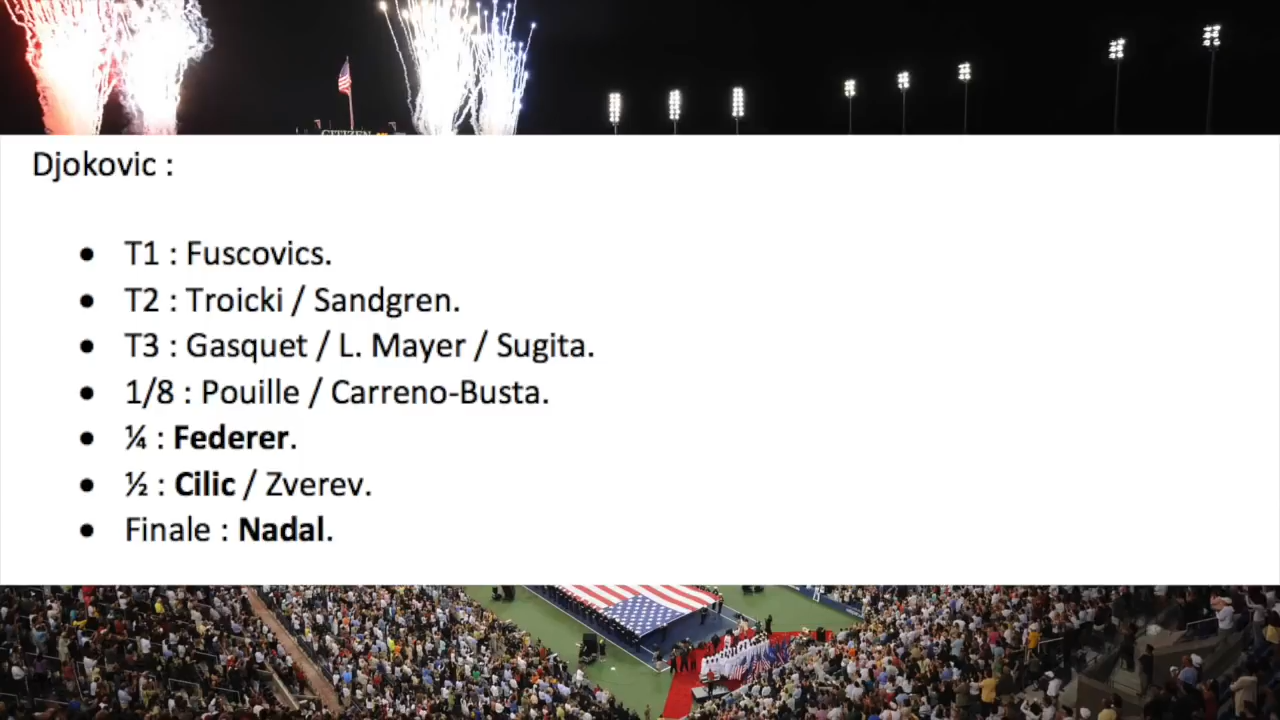 CITIZEN
Djokovic :
• T1 : Fuscovics.
• T2 : Troicki / Sandgren.
• T3 : Gasquet / L. Mayer / Sugita.
• 1/8 : Pouille / Carreno-Busta.
• ¼ : Federer.
• ½ : Cilic / Zverev.
• Finale : Nadal.